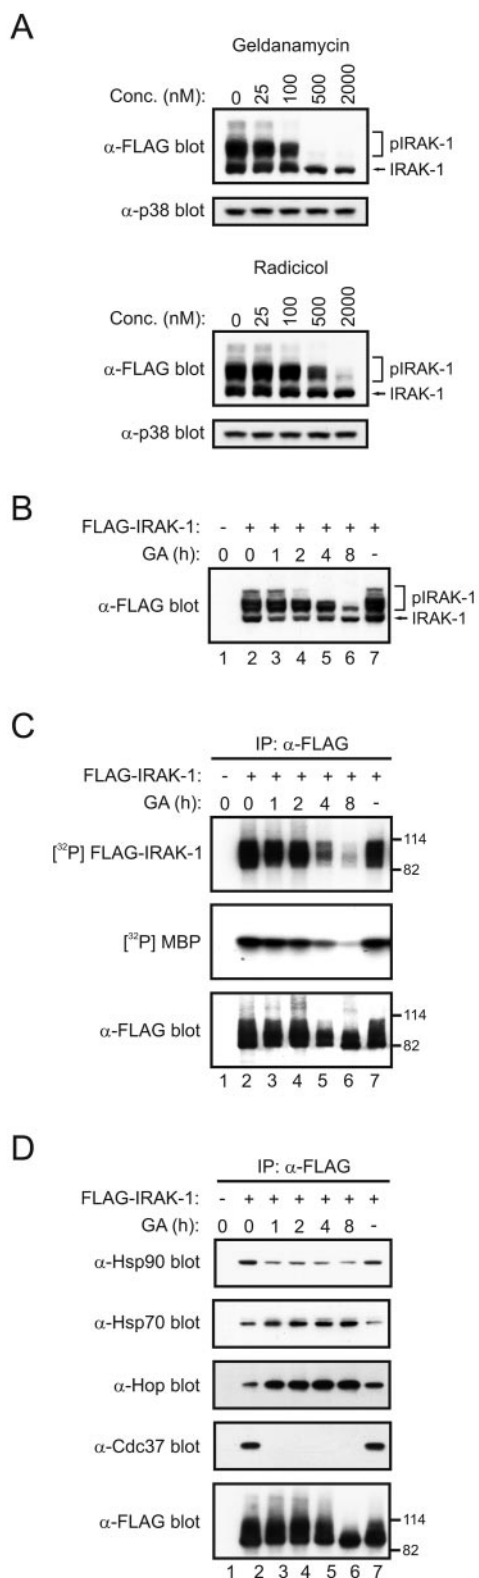 A
Geldanamycin
Conc. (nM): 0 25 100 500 2000
α-FLAG blot
pIRAK-1
IRAK-1
α-p38 blot
Radicicol
Conc. (nM): 0 25 100 500 2000
α-FLAG blot
pIRAK-1
IRAK-1
α-p38 blot
B
FLAG-IRAK-1: - + + + + + +
GA (h): 0 0 1 2 4 8 -
α-FLAG blot
pIRAK-1
IRAK-1
1 2 3 4 5 6 7
C
IP: α-FLAG
FLAG-IRAK-1: - + + + + + +
GA (h): 0 0 1 2 4 8 -
[³²P] FLAG-IRAK-1
114
82
[³²P] MBP
α-FLAG blot
114
82
1 2 3 4 5 6 7
D
IP: α-FLAG
FLAG-IRAK-1: - + + + + + +
GA (h): 0 0 1 2 4 8 -
α-Hsp90 blot
α-Hsp70 blot
α-Hop blot
α-Cdc37 blot
α-FLAG blot
114
82
1 2 3 4 5 6 7